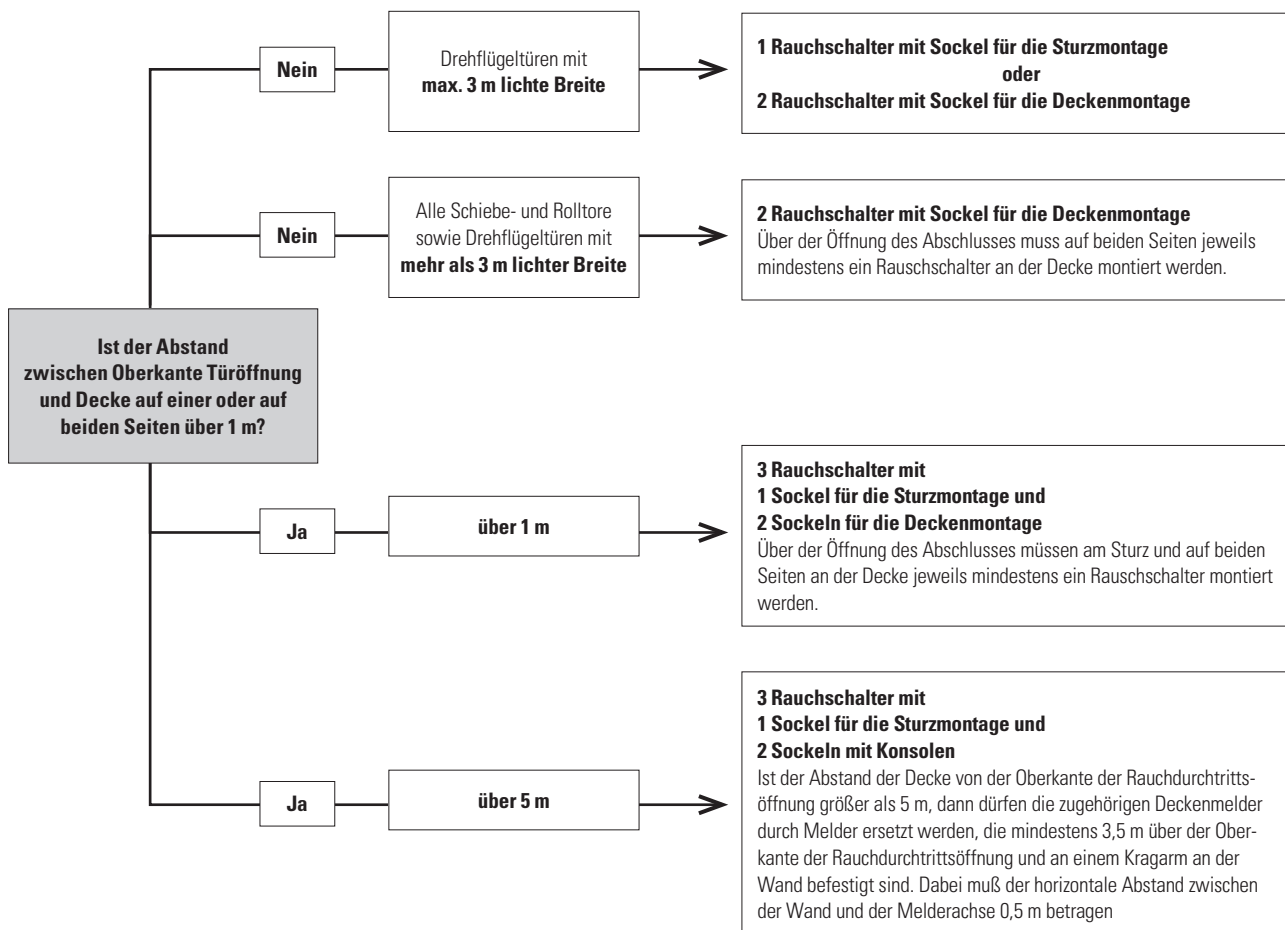 Nein
Drehflügeltüren mit
max. 3 m lichte Breite
1 Rauchschalter mit Sockel für die Sturzmontage
oder
2 Rauchschalter mit Sockel für die Deckenmontage
Nein
Alle Schiebe- und Rolltore
sowie Drehflügeltüren mit
mehr als 3 m lichter Breite
2 Rauchschalter mit Sockel für die Deckenmontage
Über der Öffnung des Abschlusses muss auf beiden Seiten jeweils
mindestens ein Rauschschalter an der Decke montiert werden.
Ist der Abstand
zwischen Oberkante Türöffnung
und Decke auf einer oder auf
beiden Seiten über 1 m?
Ja
über 1 m
3 Rauchschalter mit
1 Sockel für die Sturzmontage und
2 Sockeln für die Deckenmontage
Über der Öffnung des Abschlusses müssen am Sturz und auf beiden
Seiten an der Decke jeweils mindestens ein Rauschschalter montiert
werden.
Ja
über 5 m
3 Rauchschalter mit
1 Sockel für die Sturzmontage und
2 Sockeln mit Konsolen
Ist der Abstand der Decke von der Oberkante der Rauchdurchtritts-
öffnung größer als 5 m, dann dürfen die zugehörigen Deckenmelder
durch Melder ersetzt werden, die mindestens 3,5 m über der Ober-
kante der Rauchdurchtrittsöffnung und an einem Kragarm an der
Wand befestigt sind. Dabei muß der horizontale Abstand zwischen
der Wand und der Melderachse 0,5 m betragen